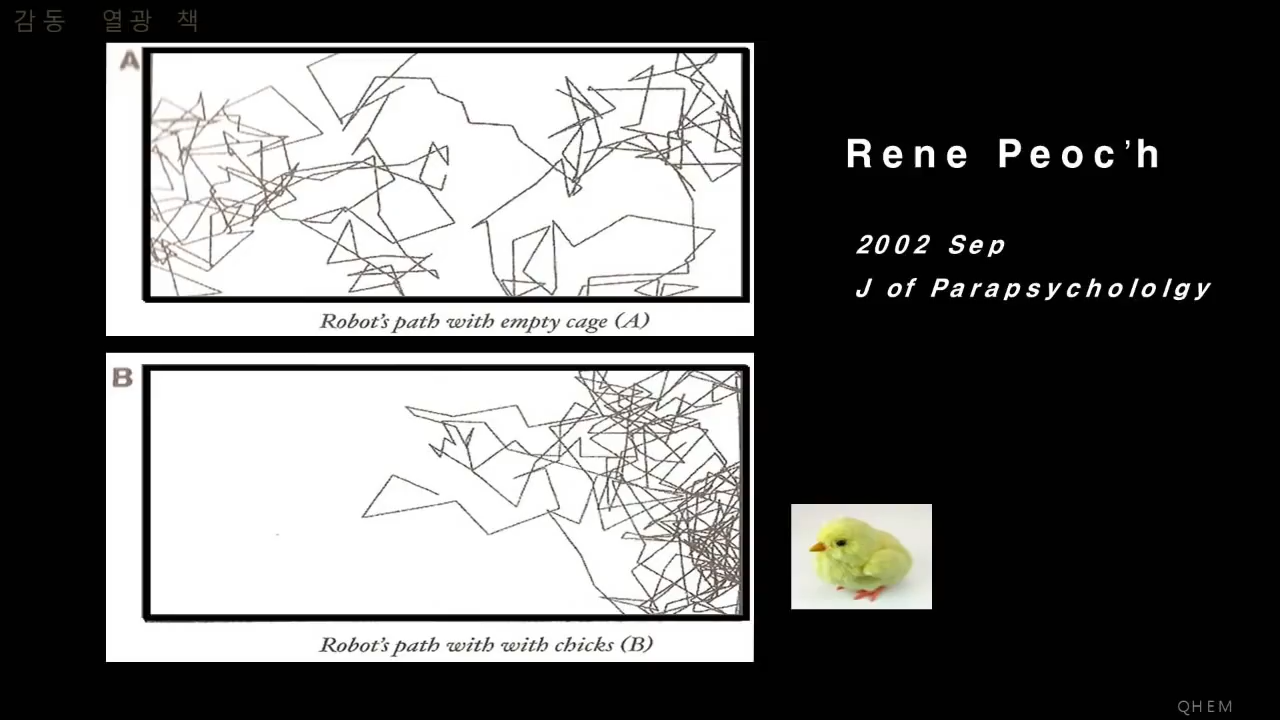 감동 열광 책
A
Robot's path with empty cage (A)
Rene Peoc'h
2002 Sep
J of Parapsychololgy
B
Robot's path with with chicks (B)
QHEM